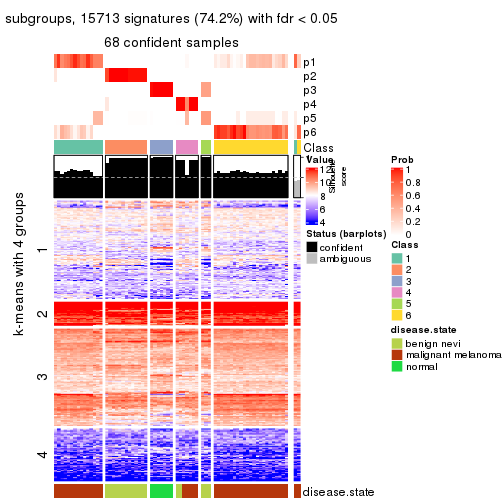 subgroups, 15713 signatures (74.2%) with fdr < 0.05
68 confident samples
p1
p2
p3
p4
p5
p6
Class
1
2
3
4
k-means with 4 groups
disease.state
Value
12
10
8
6
4
Silhouette
score
Status (barplots)
confident
ambiguous
Prob
1
0.8
0.6
0.4
0.2
0
Class
1
2
3
4
5
6
disease.state
benign nevi
malignant melanoma
normal